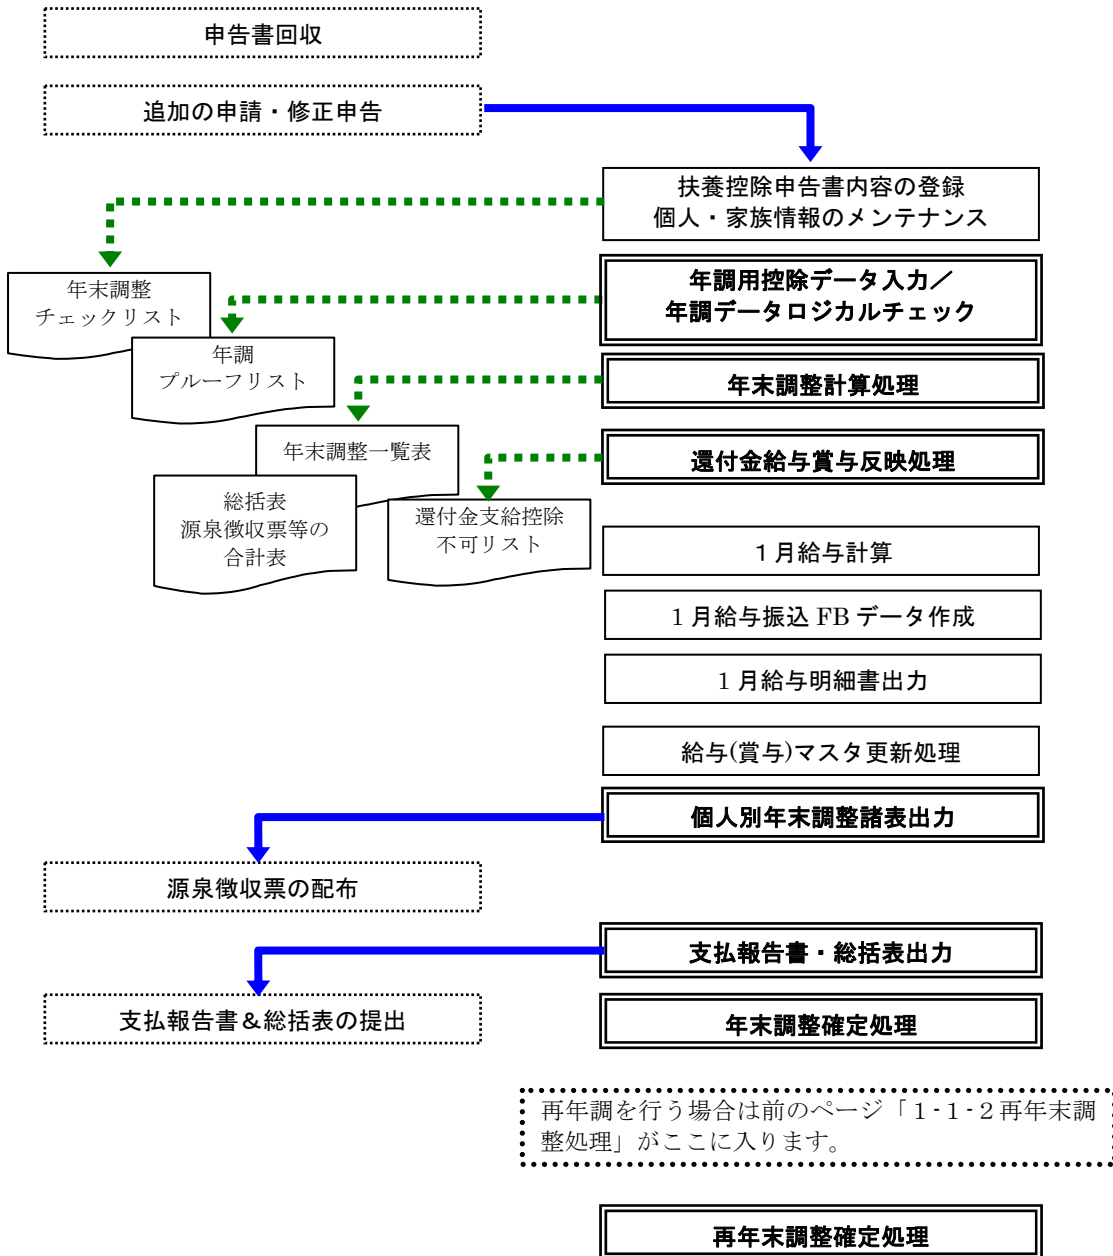 申告書回収
追加の申請・修正申告
扶養控除申告書内容の登録
個人・家族情報のメンテナンス
年末調整
チェックリスト
年調用控除データ入力／
年調データロジカルチェック
年調
プルーフリスト
年末調整計算処理
年末調整一覧表
還付金給与賞与反映処理
総括表
源泉徴収票等の
合計表
還付金支給控除
不可リスト
１月給与計算
1 月給与振込 FB データ作成
1 月給与明細書出力
給与(賞与)マスタ更新処理
個人別年末調整諸表出力
源泉徴収票の配布
支払報告書・総括表出力
支払報告書＆総括表の提出
年末調整確定処理
再年調を行う場合は前のページ「１-１-２再年末調
整処理」がここに入ります。
再年末調整確定処理